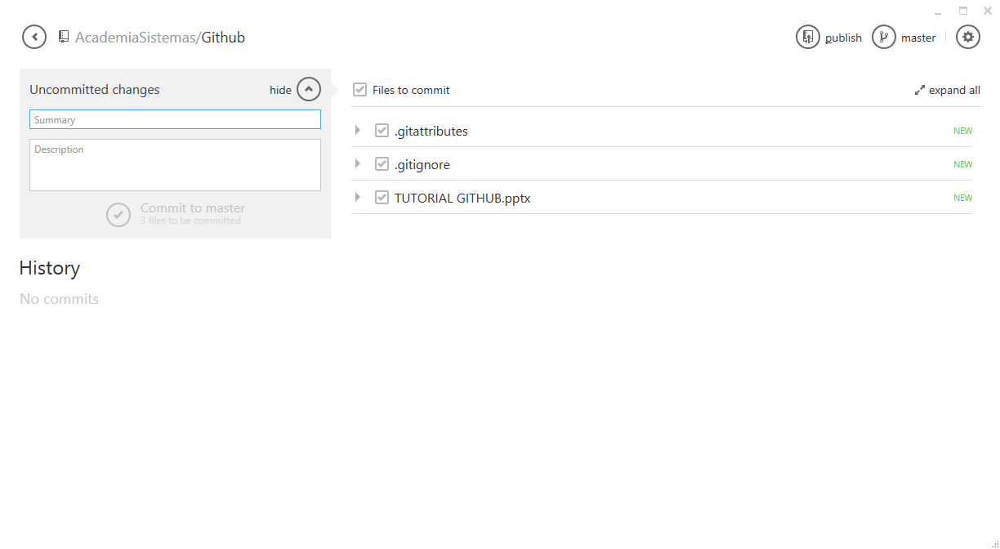 AcademiaSistemas/Github
publish
master
Uncommitted changes
hide
Summary
Description
Commit to master
3 files to be committed
History
No commits
Files to commit
expand all
.gitattributes NEW
.gitignore NEW
TUTORIAL GITHUB.pptx NEW